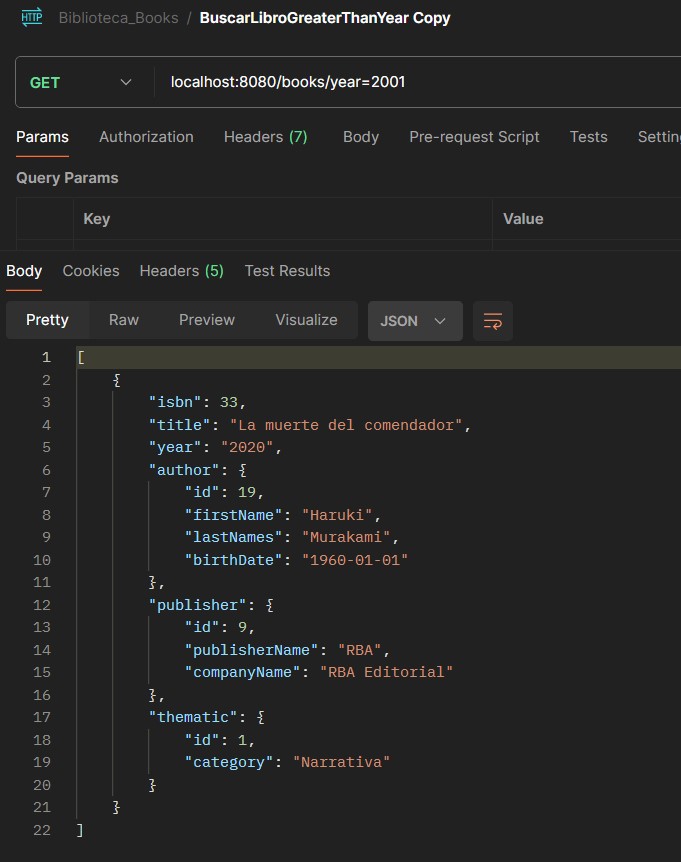 HTTP Biblioteca_Books / BuscarLibroGreaterThanYear Copy
GET localhost:8080/books/year=2001
Params Authorization Headers (7) Body Pre-request Script Tests Settin
Query Params
Key Value
Body Cookies Headers (5) Test Results
Pretty Raw Preview Visualize JSON
1 [
2 {
3 "isbn": 33,
4 "title": "La muerte del comendador",
5 "year": "2020",
6 "author": {
7 "id": 19,
8 "firstName": "Haruki",
9 "lastNames": "Murakami",
10 "birthDate": "1960-01-01"
11 },
12 "publisher": {
13 "id": 9,
14 "publisherName": "RBA",
15 "companyName": "RBA Editorial"
16 },
17 "thematic": {
18 "id": 1,
19 "category": "Narrativa"
20 }
21 }
22 ]